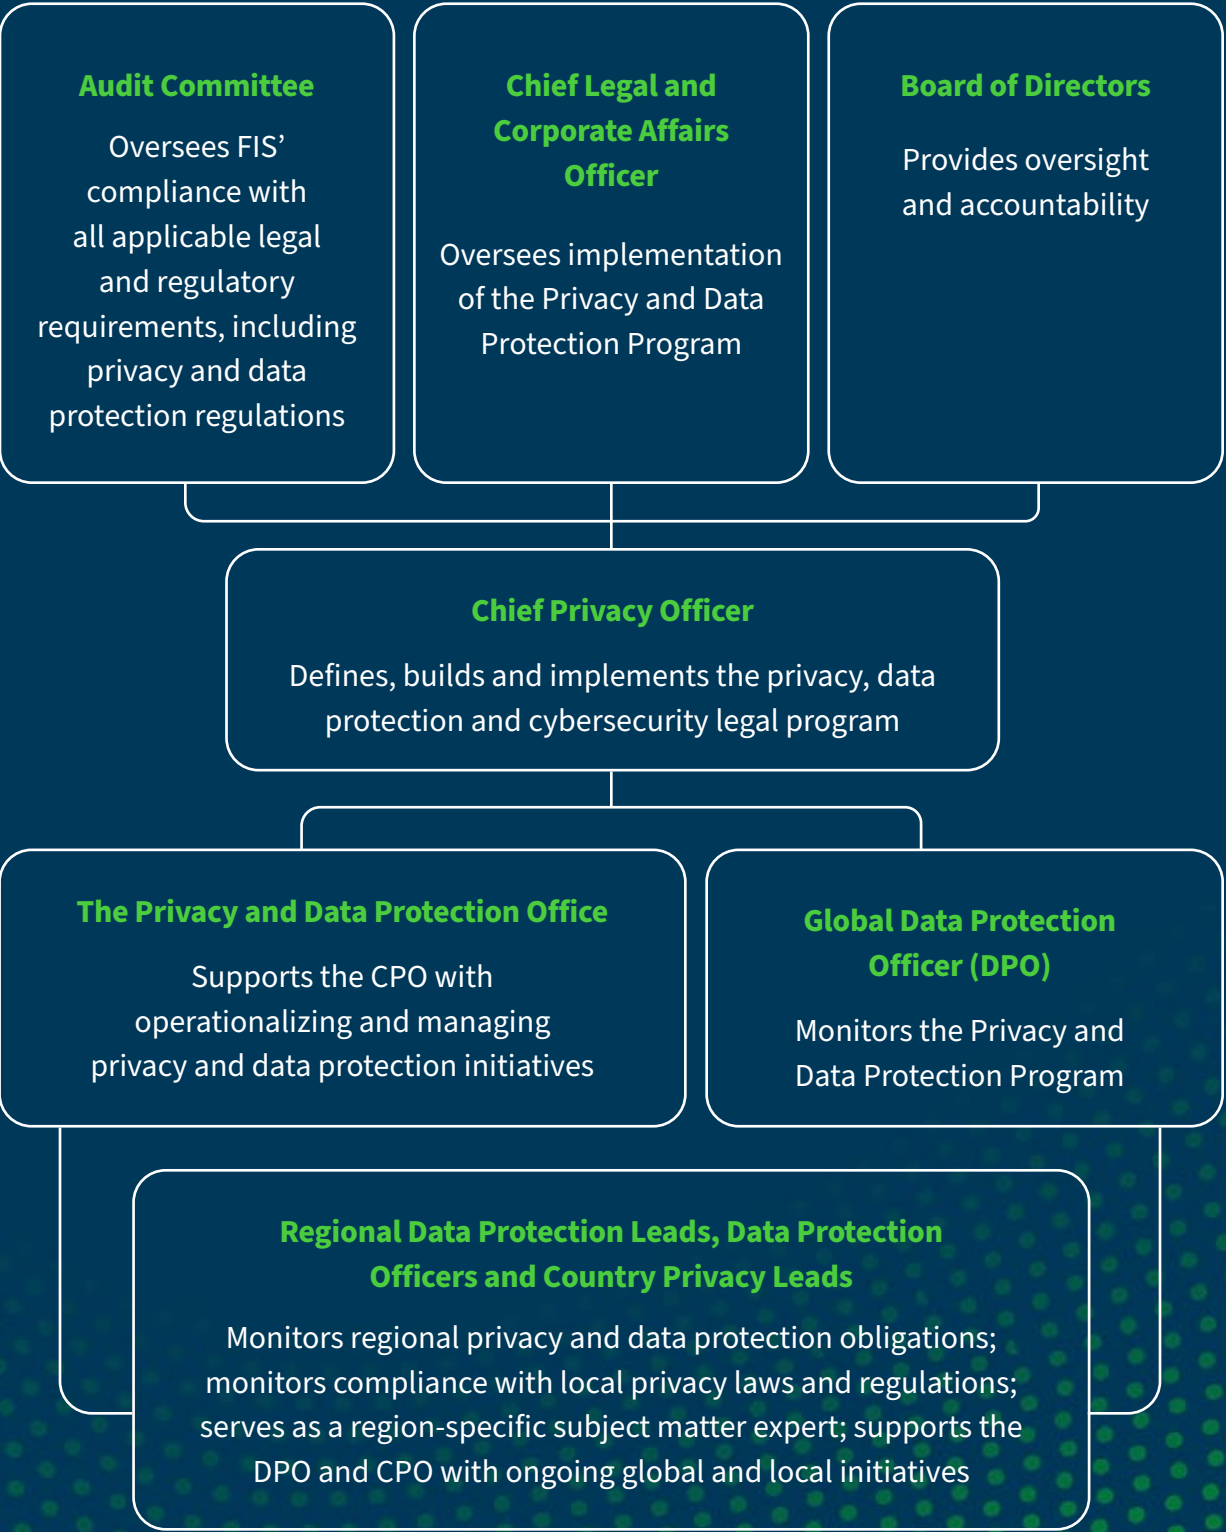 Audit Committee
Oversees FIS’
compliance with
all applicable legal
and regulatory
requirements, including
privacy and data
protection regulations
Chief Legal and
Corporate Affairs
Officer
Oversees implementation
of the Privacy and Data
Protection Program
Board of Directors
Provides oversight
and accountability
Chief Privacy Officer
Defines, builds and implements the privacy, data
protection and cybersecurity legal program
The Privacy and Data Protection Office
Supports the CPO with
operationalizing and managing
privacy and data protection initiatives
Global Data Protection
Officer (DPO)
Monitors the Privacy and
Data Protection Program
Regional Data Protection Leads, Data Protection
Officers and Country Privacy Leads
Monitors regional privacy and data protection obligations;
monitors compliance with local privacy laws and regulations;
serves as a region-specific subject matter expert; supports the
DPO and CPO with ongoing global and local initiatives